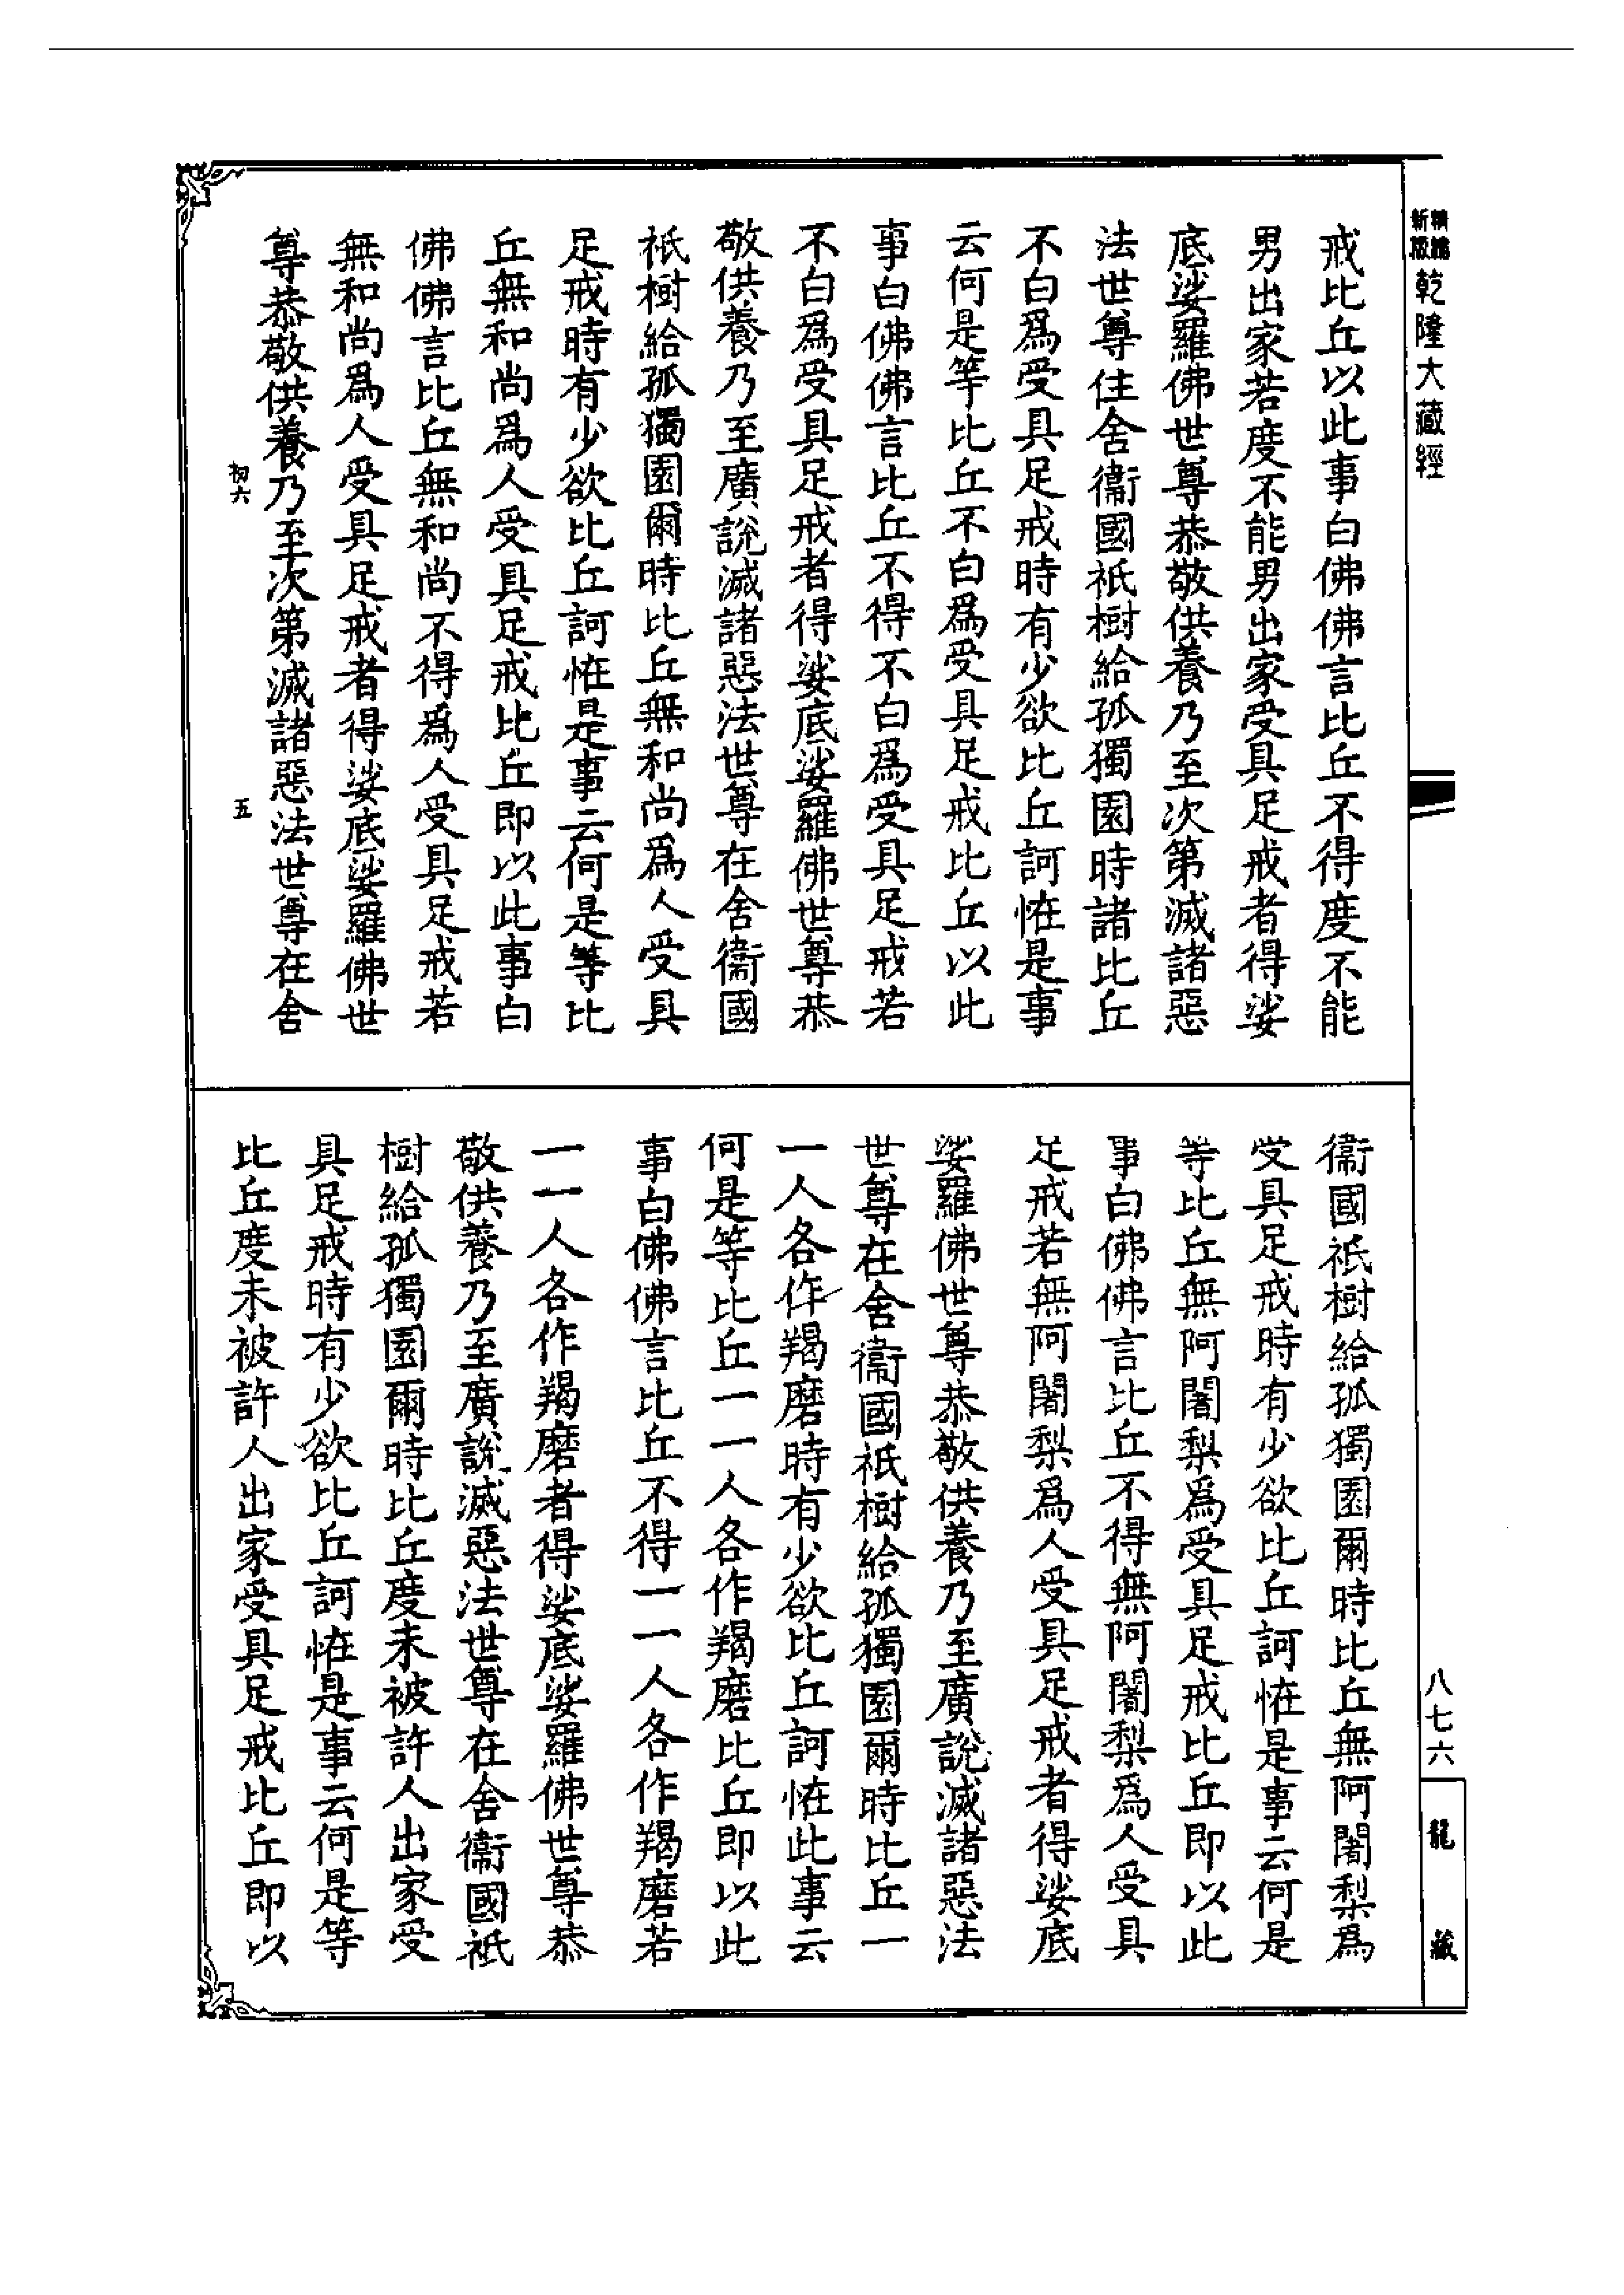 新版精編乾隆大藏經
戒比丘以此事白佛佛言比丘不得度不能
男出家若度不能男出家受具足戒者得娑
底娑羅佛世尊恭敬供養乃至次第滅諸惡
法世尊住舍衞國祇樹給孤獨園時諸比丘
不白爲受具足戒時有少欲比丘訶恠是事
云何是等比丘不白爲受具足戒比丘以此
事白佛佛言比丘不得不白爲受具足戒若
不白爲受具足戒者得娑底娑羅佛世尊恭
敬供養乃至廣說滅諸惡法世尊在舍衞國
祇樹給孤獨園爾時比丘無和尚爲人受具
足戒時有少欲比丘訶恠是事云何是等比
丘無和尚爲人受具足戒比丘即以此事白
佛佛言比丘無和尚不得爲人受具足戒若
無和尚爲人受具足戒者得娑底娑羅佛世
尊恭敬供養乃至次第滅諸惡法世尊在舍
初六 五
衞國祇樹給孤獨園爾時比丘無阿闍梨爲
受具足戒時有少欲比丘訶恠是事云何是
等比丘無阿闍梨爲受具足戒比丘即以此
事白佛佛言比丘不得無阿闍梨爲人受具
足戒若無阿闍梨爲人受具足戒者得娑底
娑羅佛世尊恭敬供養乃至廣說滅諸惡法
世尊在舍衞國祇樹給孤獨園爾時比丘一
一人各作羯磨時有少欲比丘訶恠此事云
何是等比丘一一人各作羯磨比丘即以此
事白佛佛言比丘不得一一人各作羯磨若
一一人各作羯磨者得娑底娑羅佛世尊恭
敬供養乃至廣說滅惡法世尊在舍衞國祇
樹給孤獨園爾時比丘度未被許人出家受
具足戒時有少欲比丘訶恠是事云何是等
比丘度未被許人出家受具足戒比丘即以
八七六
龍藏